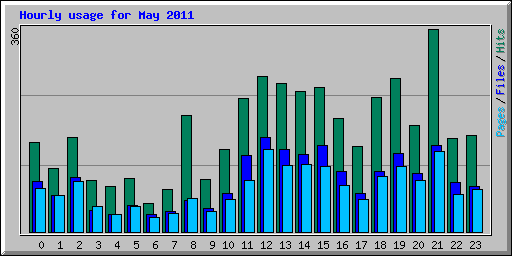 Hourly usage for May 2011
360
Pages / Files / Hits
0 1 2 3 4 5 6 7 8 9 10 11 12 13 14 15 16 17 18 19 20 21 22 23